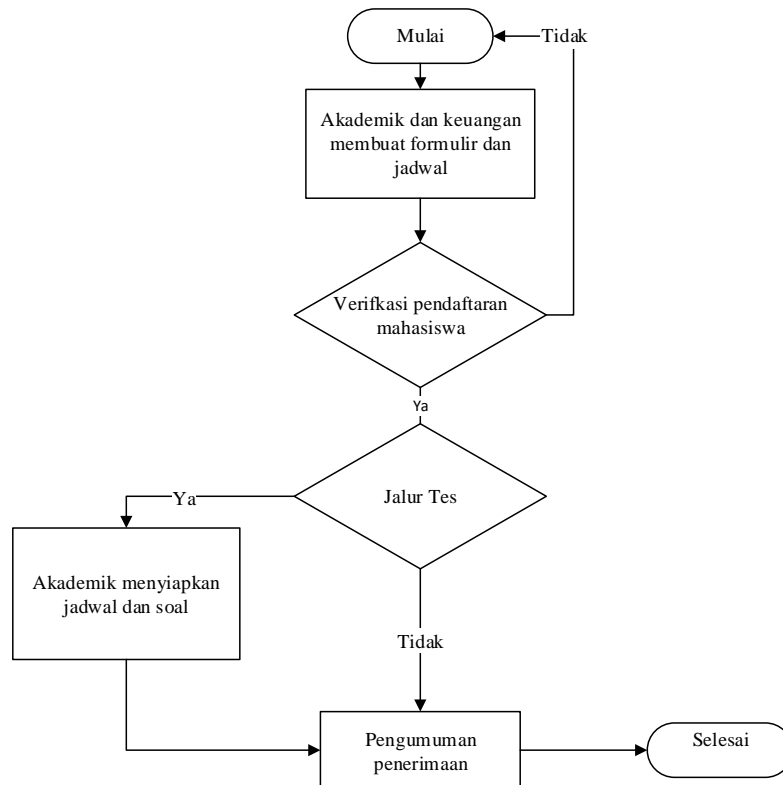 Mulai
Tidak
Akademik dan keuangan
membuat formulir dan
jadwal
Verifkasi pendaftaran
mahasiswa
Ya
Jalur Tes
Ya
Akademik menyiapkan
jadwal dan soal
Tidak
Pengumuman
penerimaan
Selesai